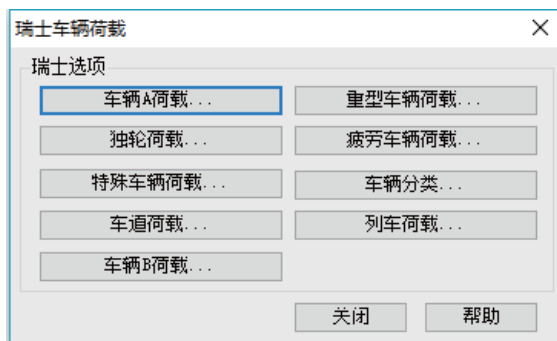 瑞士车辆荷载
瑞士选项
车辆A荷载... 重型车辆荷载...
独轮荷载... 疲劳车辆荷载...
特殊车辆荷载... 车辆分类...
车道荷载... 列车荷载...
车辆B荷载...
关闭 帮助